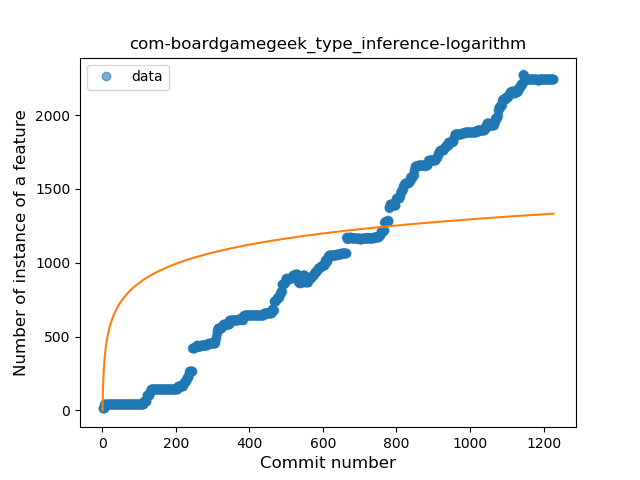 com-boardgamegeek_type_inference-logarithm
data
Number of instance of a feature
2000
1500
1000
500
0
0 200 400 600 800 1000 1200
Commit number